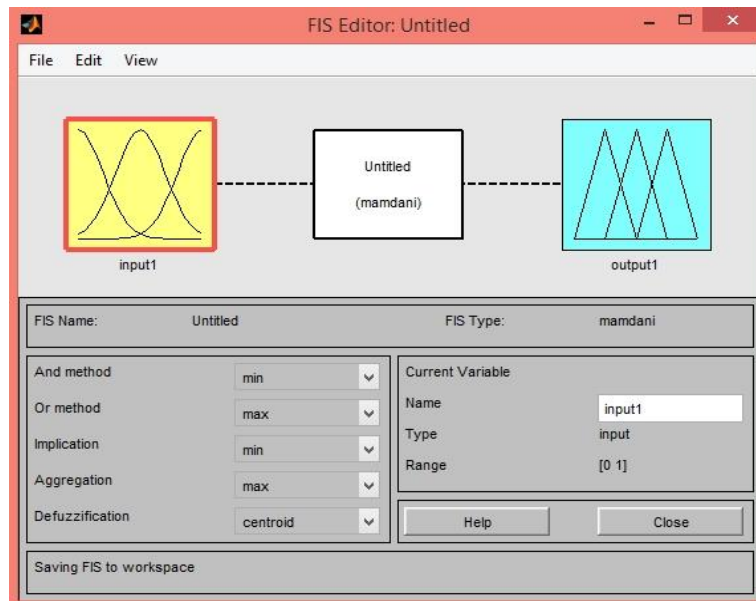 FIS Editor: Untitled
File Edit View
Untitled
(mamdani)
input1
output1
FIS Name: Untitled FIS Type: mamdani
And method min
Or method max
Implication min
Aggregation max
Defuzzification centroid
Current Variable
Name input1
Type input
Range [0 1]
Help Close
Saving FIS to workspace